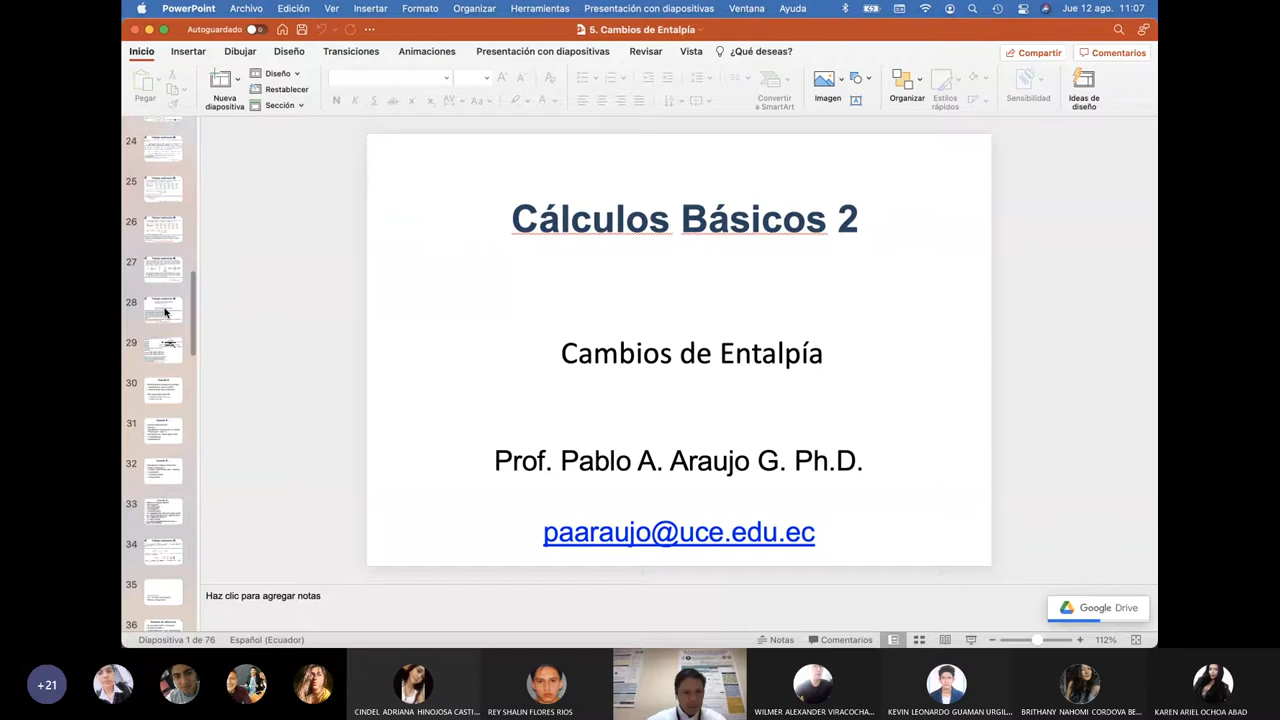 PowerPoint Archivo Edición Ver Insertar Formato Organizar Herramientas Presentación con diapositivas Ventana Ayuda Jue 12 ago. 11:07
Autoguardado 5. Cambios de Entalpía
Inicio Insertar Dibujar Diseño Transiciones Animaciones Presentación con diapositivas Revisar Vista ¿Qué deseas? Compartir Comentarios
Pegar
Nueva diapositiva
Diseño
Restablecer
Sección
Convertir a SmartArt
Imagen
Organizar
Estilos rápidos
Sensibilidad
Ideas de diseño
24
25
26
27
28
29
30
31
32
33
34
35
36
Cálculos Básicos 2
Cambios de Entalpía
Prof. Pablo A. Araujo G. Ph.D.
paaraujo@uce.edu.ec
Haz clic para agregar notas
Google Drive
Diapositiva 1 de 76 Español (Ecuador) Notas Comentarios 112%
+21
CINDEL ADRIANA HINOJOSA CASTI...
REY SHALIN FLORES RIOS
WILMER ALEXANDER VIRACOCHA...
KEVIN LEONARDO GUAMAN URGIL...
BRITHANY NAHOMI CORDOVA BE...
KAREN ARIEL OCHOA ABAD